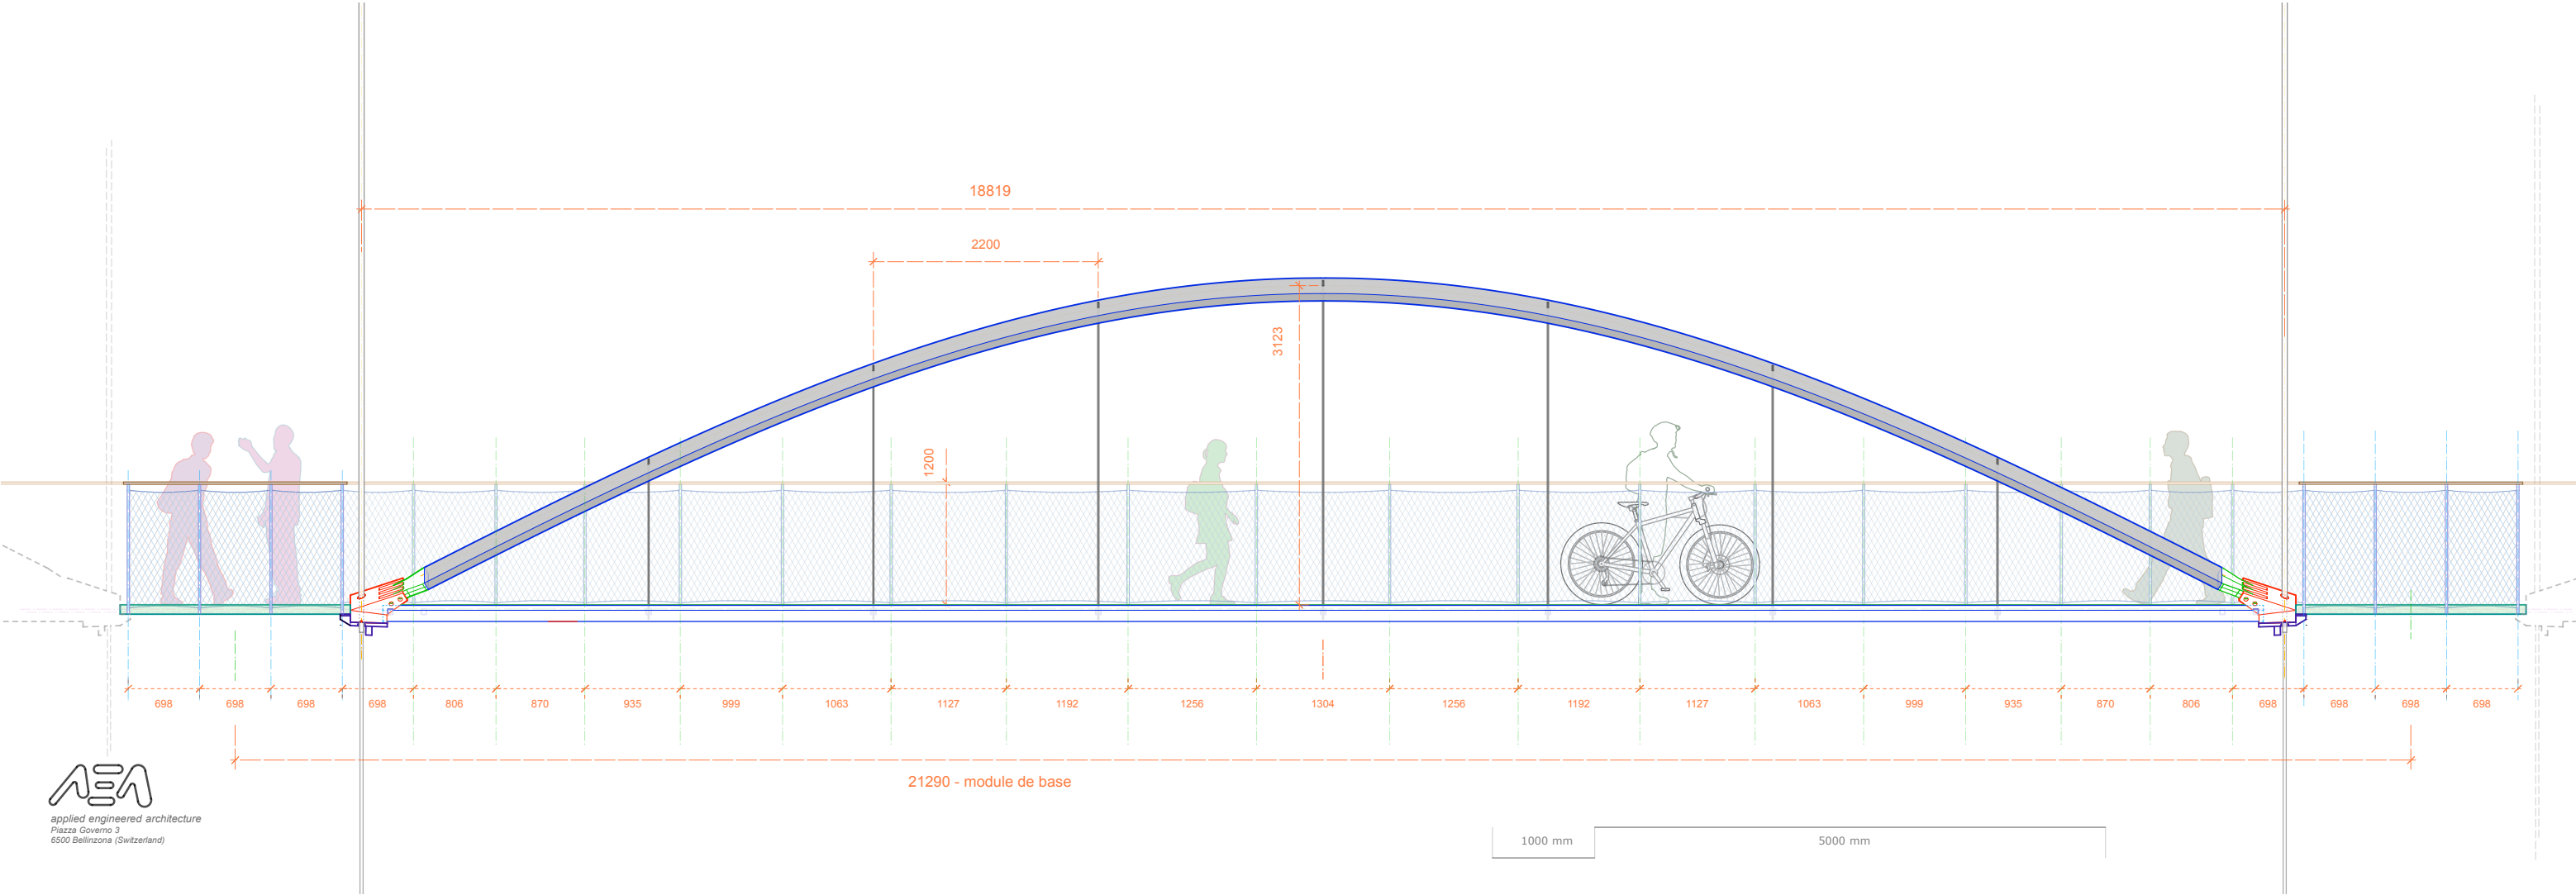 18819
2200
3123
1200
698 698 698 698 806 870 935 999 1063 1127 1192 1256 1304 1256 1192 1127 1063 999 935 870 806 698 698 698 698
21290 - module de base
AEA
applied engineered architecture
Piazza Governo 3
6500 Bellinzona (Switzerland)
1000 mm 5000 mm